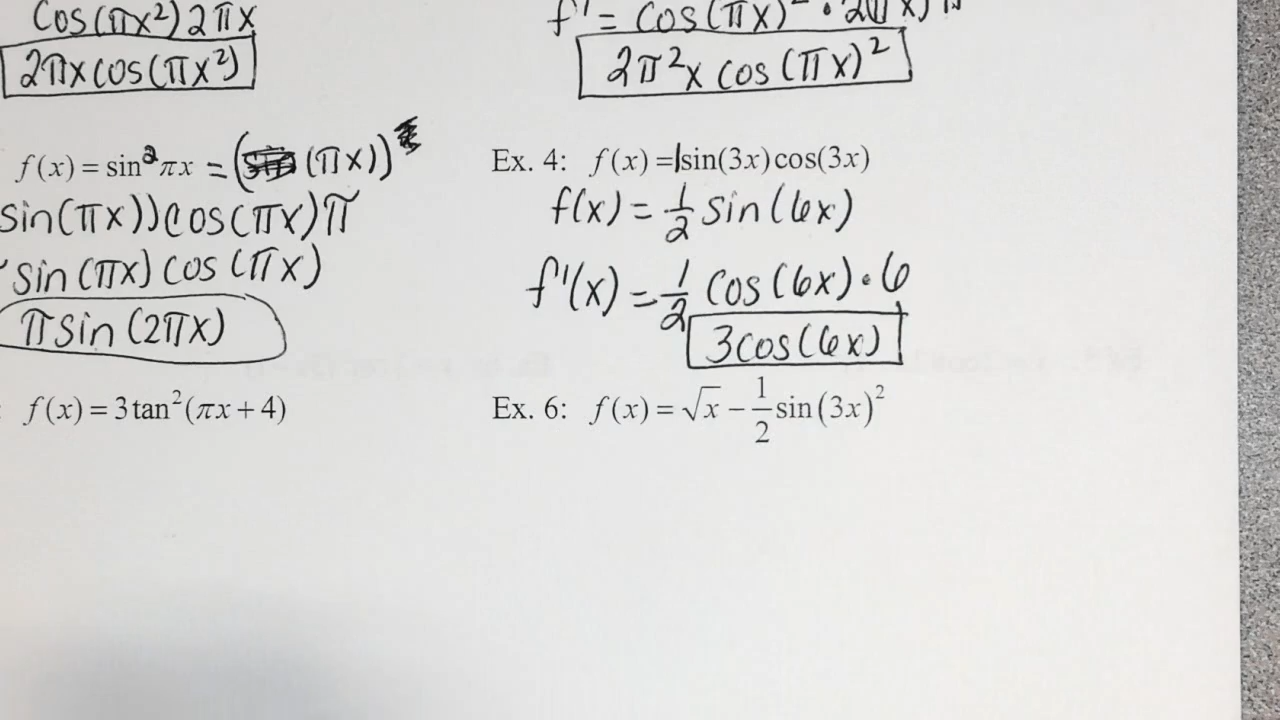 cos(πx²)2πx
2πx cos(πx²)
f' = cos(πx)² · 2(πx)π
2π²x cos(πx)²
f(x) = sin²πx = ( (πx))
sin(πx))cos(πx)π
sin(πx)cos(πx)
π sin(2πx)
Ex. 4: f(x) = sin(3x)cos(3x)
f(x) = 1/2 sin(6x)
f'(x) = 1/2 cos(6x)·6
3cos(6x)
: f(x) = 3tan²(πx + 4)
Ex. 6: f(x) = √x − 1/2 sin(3x)²